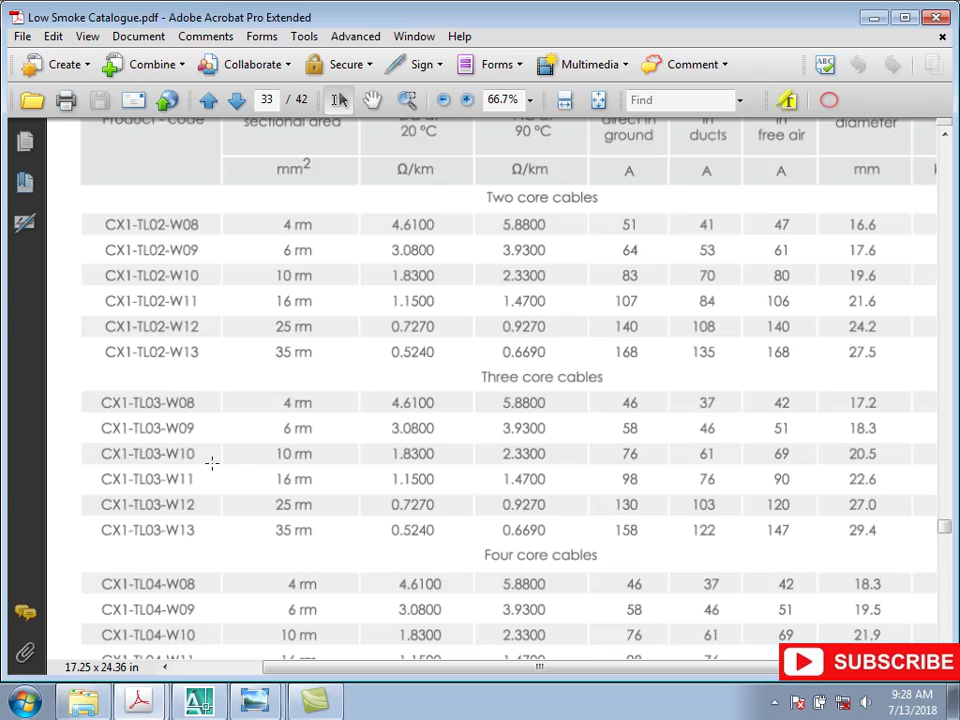 Low Smoke Catalogue.pdf - Adobe Acrobat Pro Extended
File Edit View Document Comments Forms Tools Advanced Window Help
Create Combine Collaborate Secure Sign Forms Multimedia Comment
33 / 42 66.7% Find
Product - code sectional area 20 °C 90 °C direct in ground in ducts in free air diameter
mm2 Ω/km Ω/km A A A mm
Two core cables
CX1-TL02-W08 4 rm 4.6100 5.8800 51 41 47 16.6
CX1-TL02-W09 6 rm 3.0800 3.9300 64 53 61 17.6
CX1-TL02-W10 10 rm 1.8300 2.3300 83 70 80 19.6
CX1-TL02-W11 16 rm 1.1500 1.4700 107 84 106 21.6
CX1-TL02-W12 25 rm 0.7270 0.9270 140 108 140 24.2
CX1-TL02-W13 35 rm 0.5240 0.6690 168 135 168 27.5
Three core cables
CX1-TL03-W08 4 rm 4.6100 5.8800 46 37 42 17.2
CX1-TL03-W09 6 rm 3.0800 3.9300 58 46 51 18.3
CX1-TL03-W10 10 rm 1.8300 2.3300 76 61 69 20.5
CX1-TL03-W11 16 rm 1.1500 1.4700 98 76 90 22.6
CX1-TL03-W12 25 rm 0.7270 0.9270 130 103 120 27.0
CX1-TL03-W13 35 rm 0.5240 0.6690 158 122 147 29.4
Four core cables
CX1-TL04-W08 4 rm 4.6100 5.8800 46 37 42 18.3
CX1-TL04-W09 6 rm 3.0800 3.9300 58 46 51 19.5
CX1-TL04-W10 10 rm 1.8300 2.3300 76 61 69 21.9
17.25 x 24.36 in
SUBSCRIBE
9:28 AM
7/13/2018